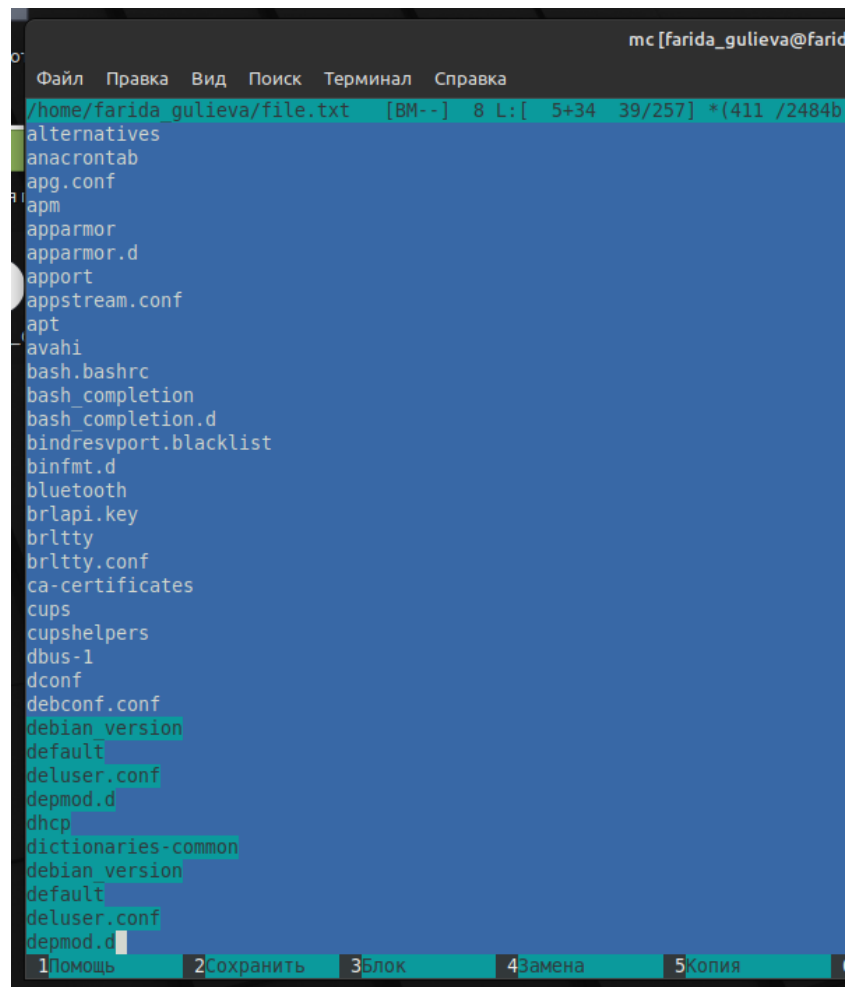 mc [farida_gulieva@farid
Файл Правка Вид Поиск Терминал Справка
/home/farida_gulieva/file.txt [BM--] 8 L:[ 5+34 39/257] *(411 /2484b
alternatives
anacrontab
apg.conf
apm
apparmor
apparmor.d
apport
appstream.conf
apt
avahi
bash.bashrc
bash_completion
bash_completion.d
bindresvport.blacklist
binfmt.d
bluetooth
brlapi.key
brltty
brltty.conf
ca-certificates
cups
cupshelpers
dbus-1
dconf
debconf.conf
debian_version
default
deluser.conf
depmod.d
dhcp
dictionaries-common
debian_version
default
deluser.conf
depmod.d
1Помощь 2Сохранить 3Блок 4Замена 5Копия